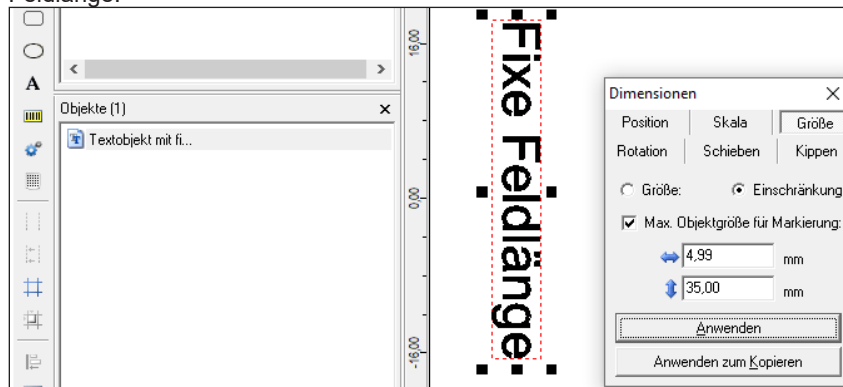 Feldlänge.
A
Objekte (1)
Textobjekt mit fi...
16,00
0,00
-16,00
Fixe Feldlänge
Dimensionen
Position Skala Größe
Rotation Schieben Kippen
Größe: Einschränkung
Max. Objektgröße für Markierung:
4,99 mm
35,00 mm
Anwenden
Anwenden zum Kopieren